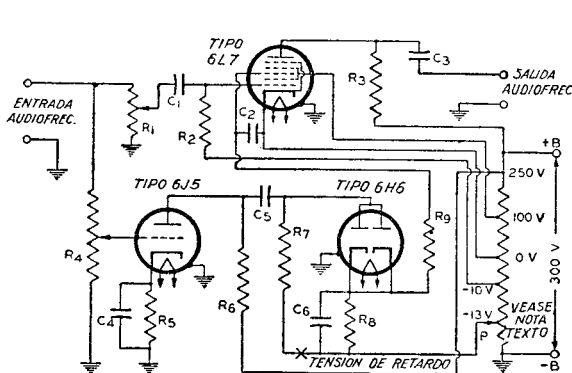 TIPO
6L7
C3
R3
SALIDA
AUDIOFREC
ENTRADA
AUDIOFREC.
C1
R1
R2
C2
+B
250 V
TIPO 6J5
TIPO 6H6
C5
R4
R7
R9
100 V
0 V
300 V
-10 V
R6
C4
R5
C6
R8
-13V
P
VEASE
NOTA
TEXTO
TENSION DE RETARDO
-B